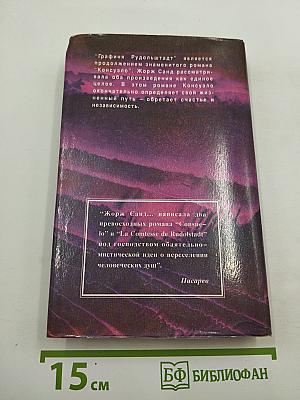 "Графиня Рудольштадт" является
продолжением знаменитого романа
"Консуэло". Жорж Санд рассматри-
вала оба произведения как единое
целое. В этом романе Консуэло
окончательно определяет свой жиз-
ненный путь — обретает счастье и
независимость.
"Жорж Санд... написала два
превосходных романа "Consue-
lo" и "La Comtesse de Rudolstadt"
под господством обаятельно-
мистической идеи о переселении
человеческих душ".
Писарев
15 см
БФ БИБЛИОФАН